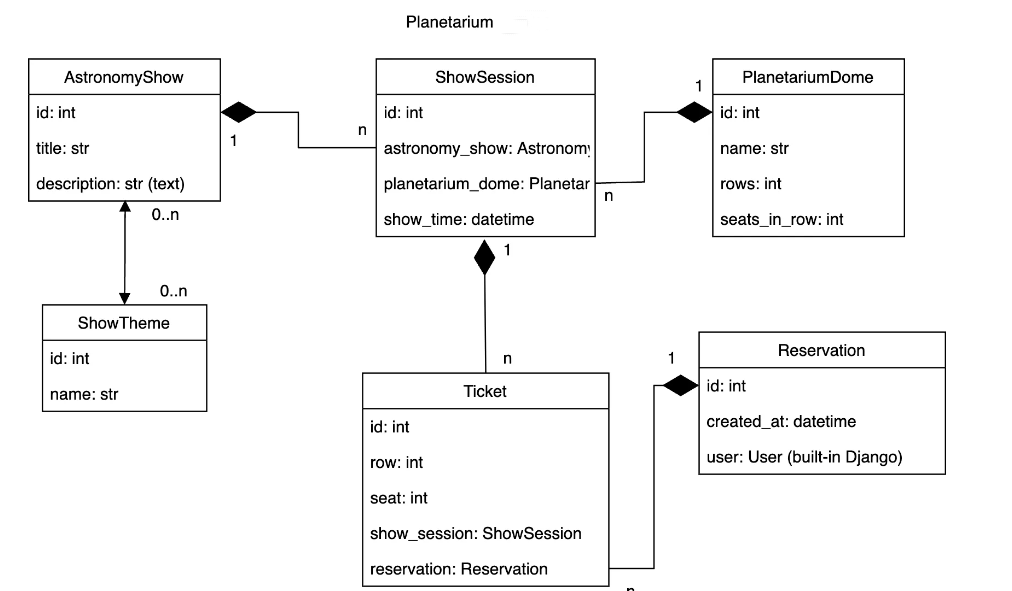 Planetarium
AstronomyShow
id: int
title: str
description: str (text)
1
n
ShowSession
id: int
astronomy_show: Astronomy
planetarium_dome: Planetar
show_time: datetime
1
n
PlanetariumDome
id: int
name: str
rows: int
seats_in_row: int
0..n
0..n
ShowTheme
id: int
name: str
1
n
Ticket
id: int
row: int
seat: int
show_session: ShowSession
reservation: Reservation
1
n
Reservation
id: int
created_at: datetime
user: User (built-in Django)